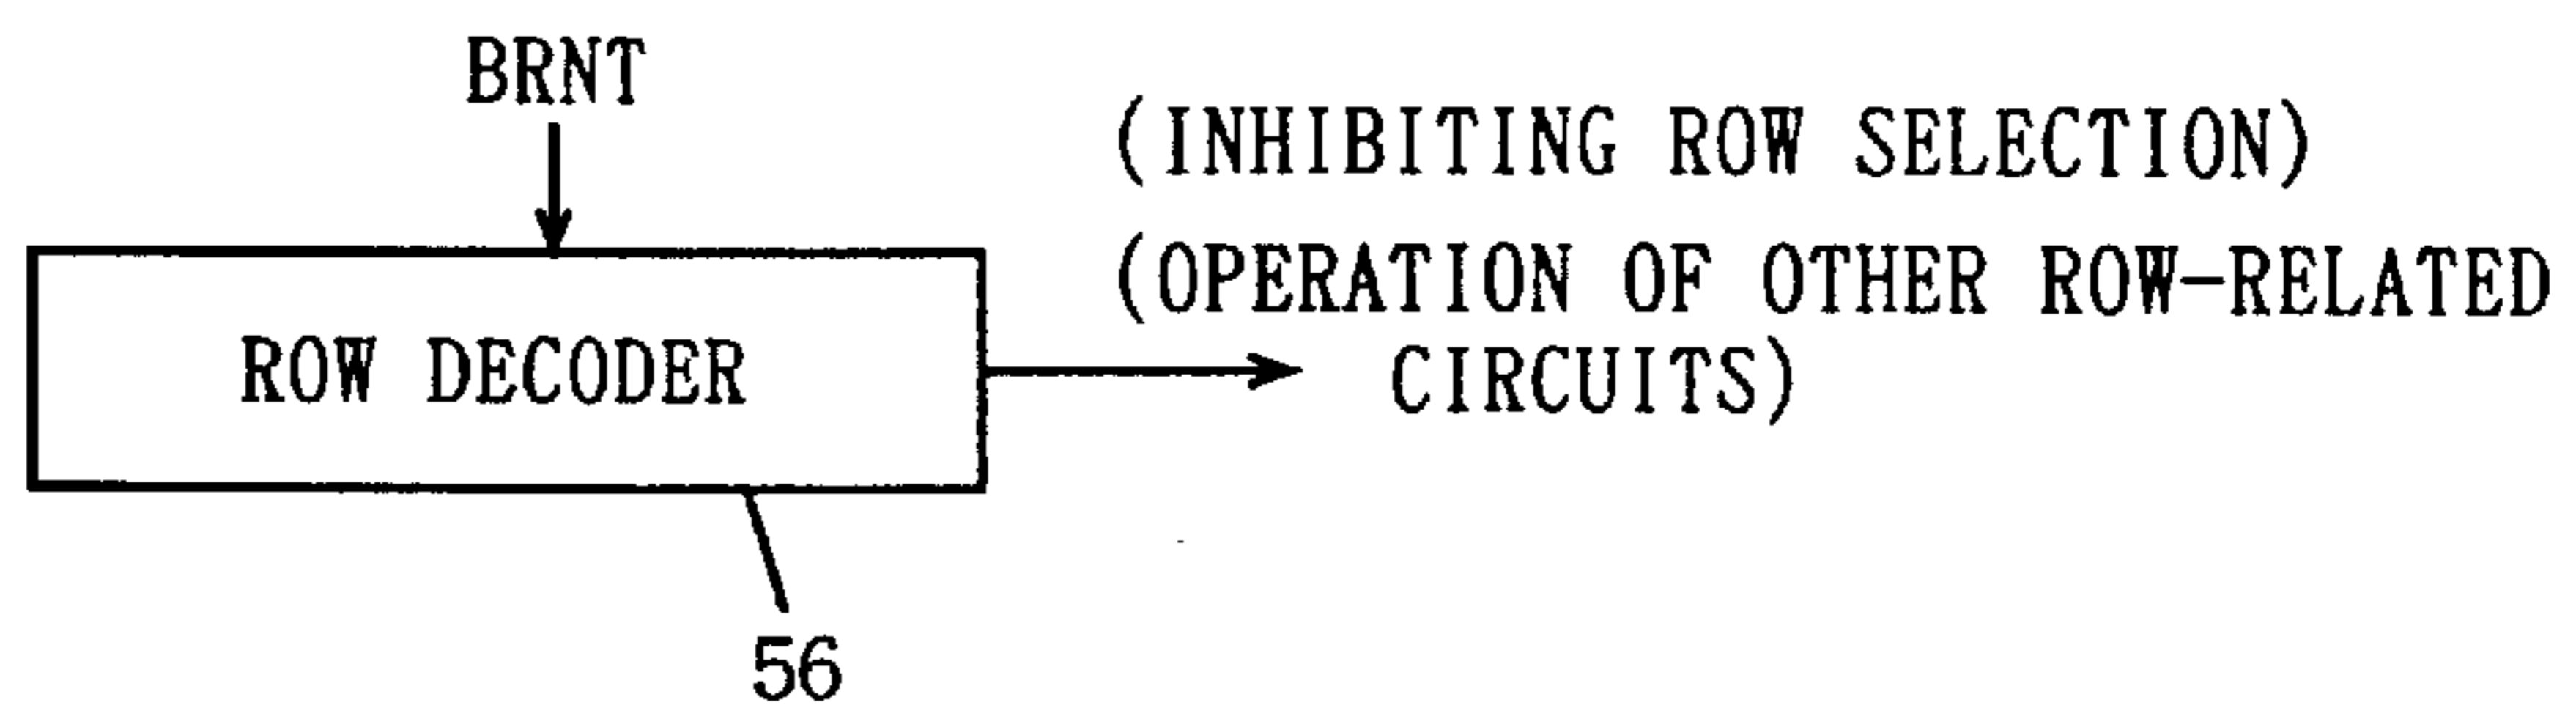 BRNT
(INHIBITING ROW SELECTION)
(OPERATION OF OTHER ROW-RELATED
CIRCUITS)
ROW DECODER
56